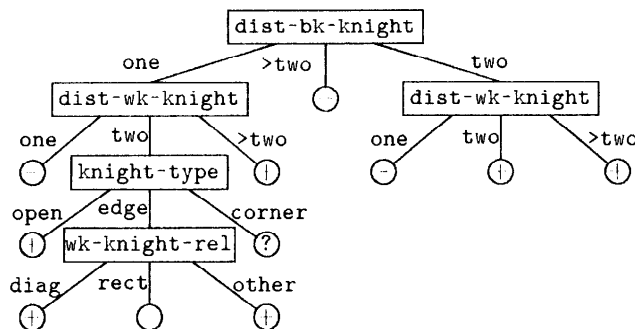 dist-bk-knight
one >two two
dist-wk-knight - dist-wk-knight
one two >two one two >two
- knight-type + - + +
open edge corner
+ wk-knight-rel ?
diag rect other
+ +